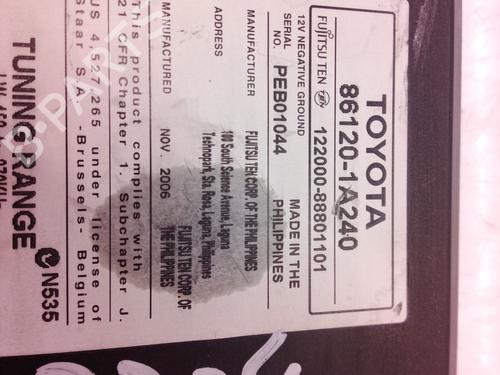 TOYOTA
86120-1A240
FUJITSU TEN 122000-88801101
12V NEGATIVE GROUND
SERIAL NO. PEB01044
MADE IN THE PHILIPPINES
MANUFACTURER FUJITSU TEN CORP. OF THE PHILIPPINES
ADDRESS 100 South Science Avenue, Laguna
Technopark, Sta. Rosa, Laguna, Philippines
FUJITSU TEN CORP. OF THE PHILIPPINES
MANUFACTURED NOV. 2006
This product complies with
21 CFR Chapter 1. Subchapter J.
US 4,527,265 under license of
Staar S.A. -Brussels- Belgium
N535
TUNING RANGE